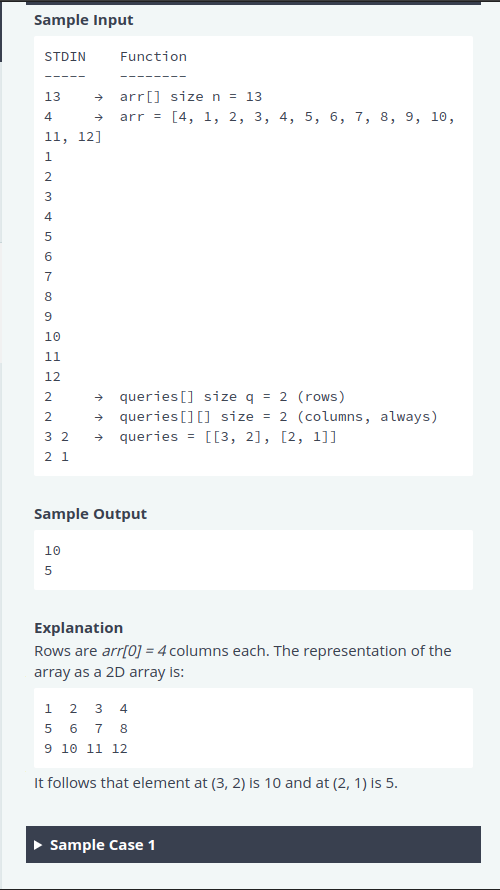 Sample Input
STDIN    Function
-----    --------
13    →  arr[] size n = 13
4     →  arr = [4, 1, 2, 3, 4, 5, 6, 7, 8, 9, 10,
11, 12]
1
2
3
4
5
6
7
8
9
10
11
12
2     →  queries[] size q = 2 (rows)
2     →  queries[][] size = 2 (columns, always)
3 2   →  queries = [[3, 2], [2, 1]]
2 1
Sample Output
10
5
Explanation
Rows are arr[0] = 4 columns each. The representation of the
array as a 2D array is:
1  2  3  4
5  6  7  8
9 10 11 12
It follows that element at (3, 2) is 10 and at (2, 1) is 5.
▶ Sample Case 1